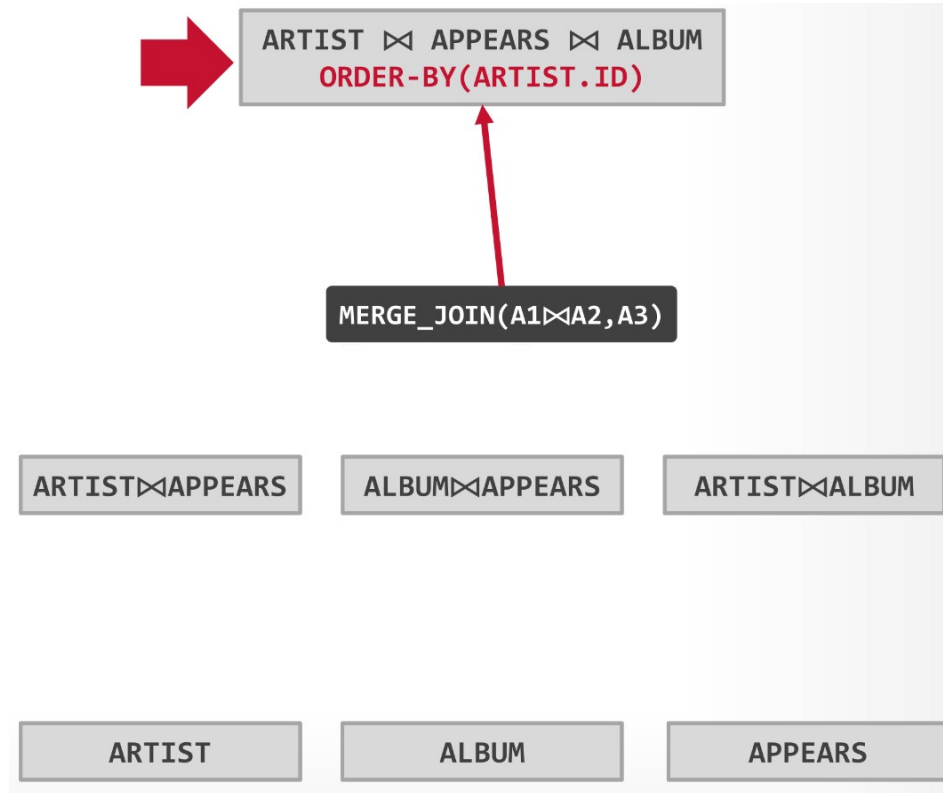 ARTIST ⋈ APPEARS ⋈ ALBUM
ORDER-BY(ARTIST.ID)
MERGE_JOIN(A1⋈A2,A3)
ARTIST⋈APPEARS
ALBUM⋈APPEARS
ARTIST⋈ALBUM
ARTIST
ALBUM
APPEARS